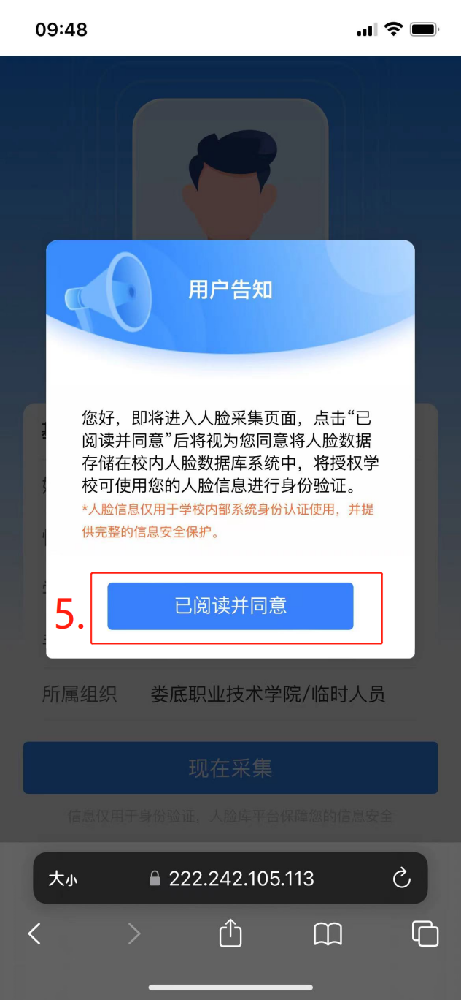 09:48
用户告知
您好，即将进入人脸采集页面，点击“已
阅读并同意”后将视为您同意将人脸数据
存储在校内人脸数据库系统中，将授权学
校可使用您的人脸信息进行身份验证。
*人脸信息仅用于学校内部系统身份认证使用，并提
供完整的信息安全保护。
5.
已阅读并同意
所属组织 娄底职业技术学院/临时人员
现在采集
信息仅用于身份验证，人脸库平台保障您的信息安全
大小 222.242.105.113